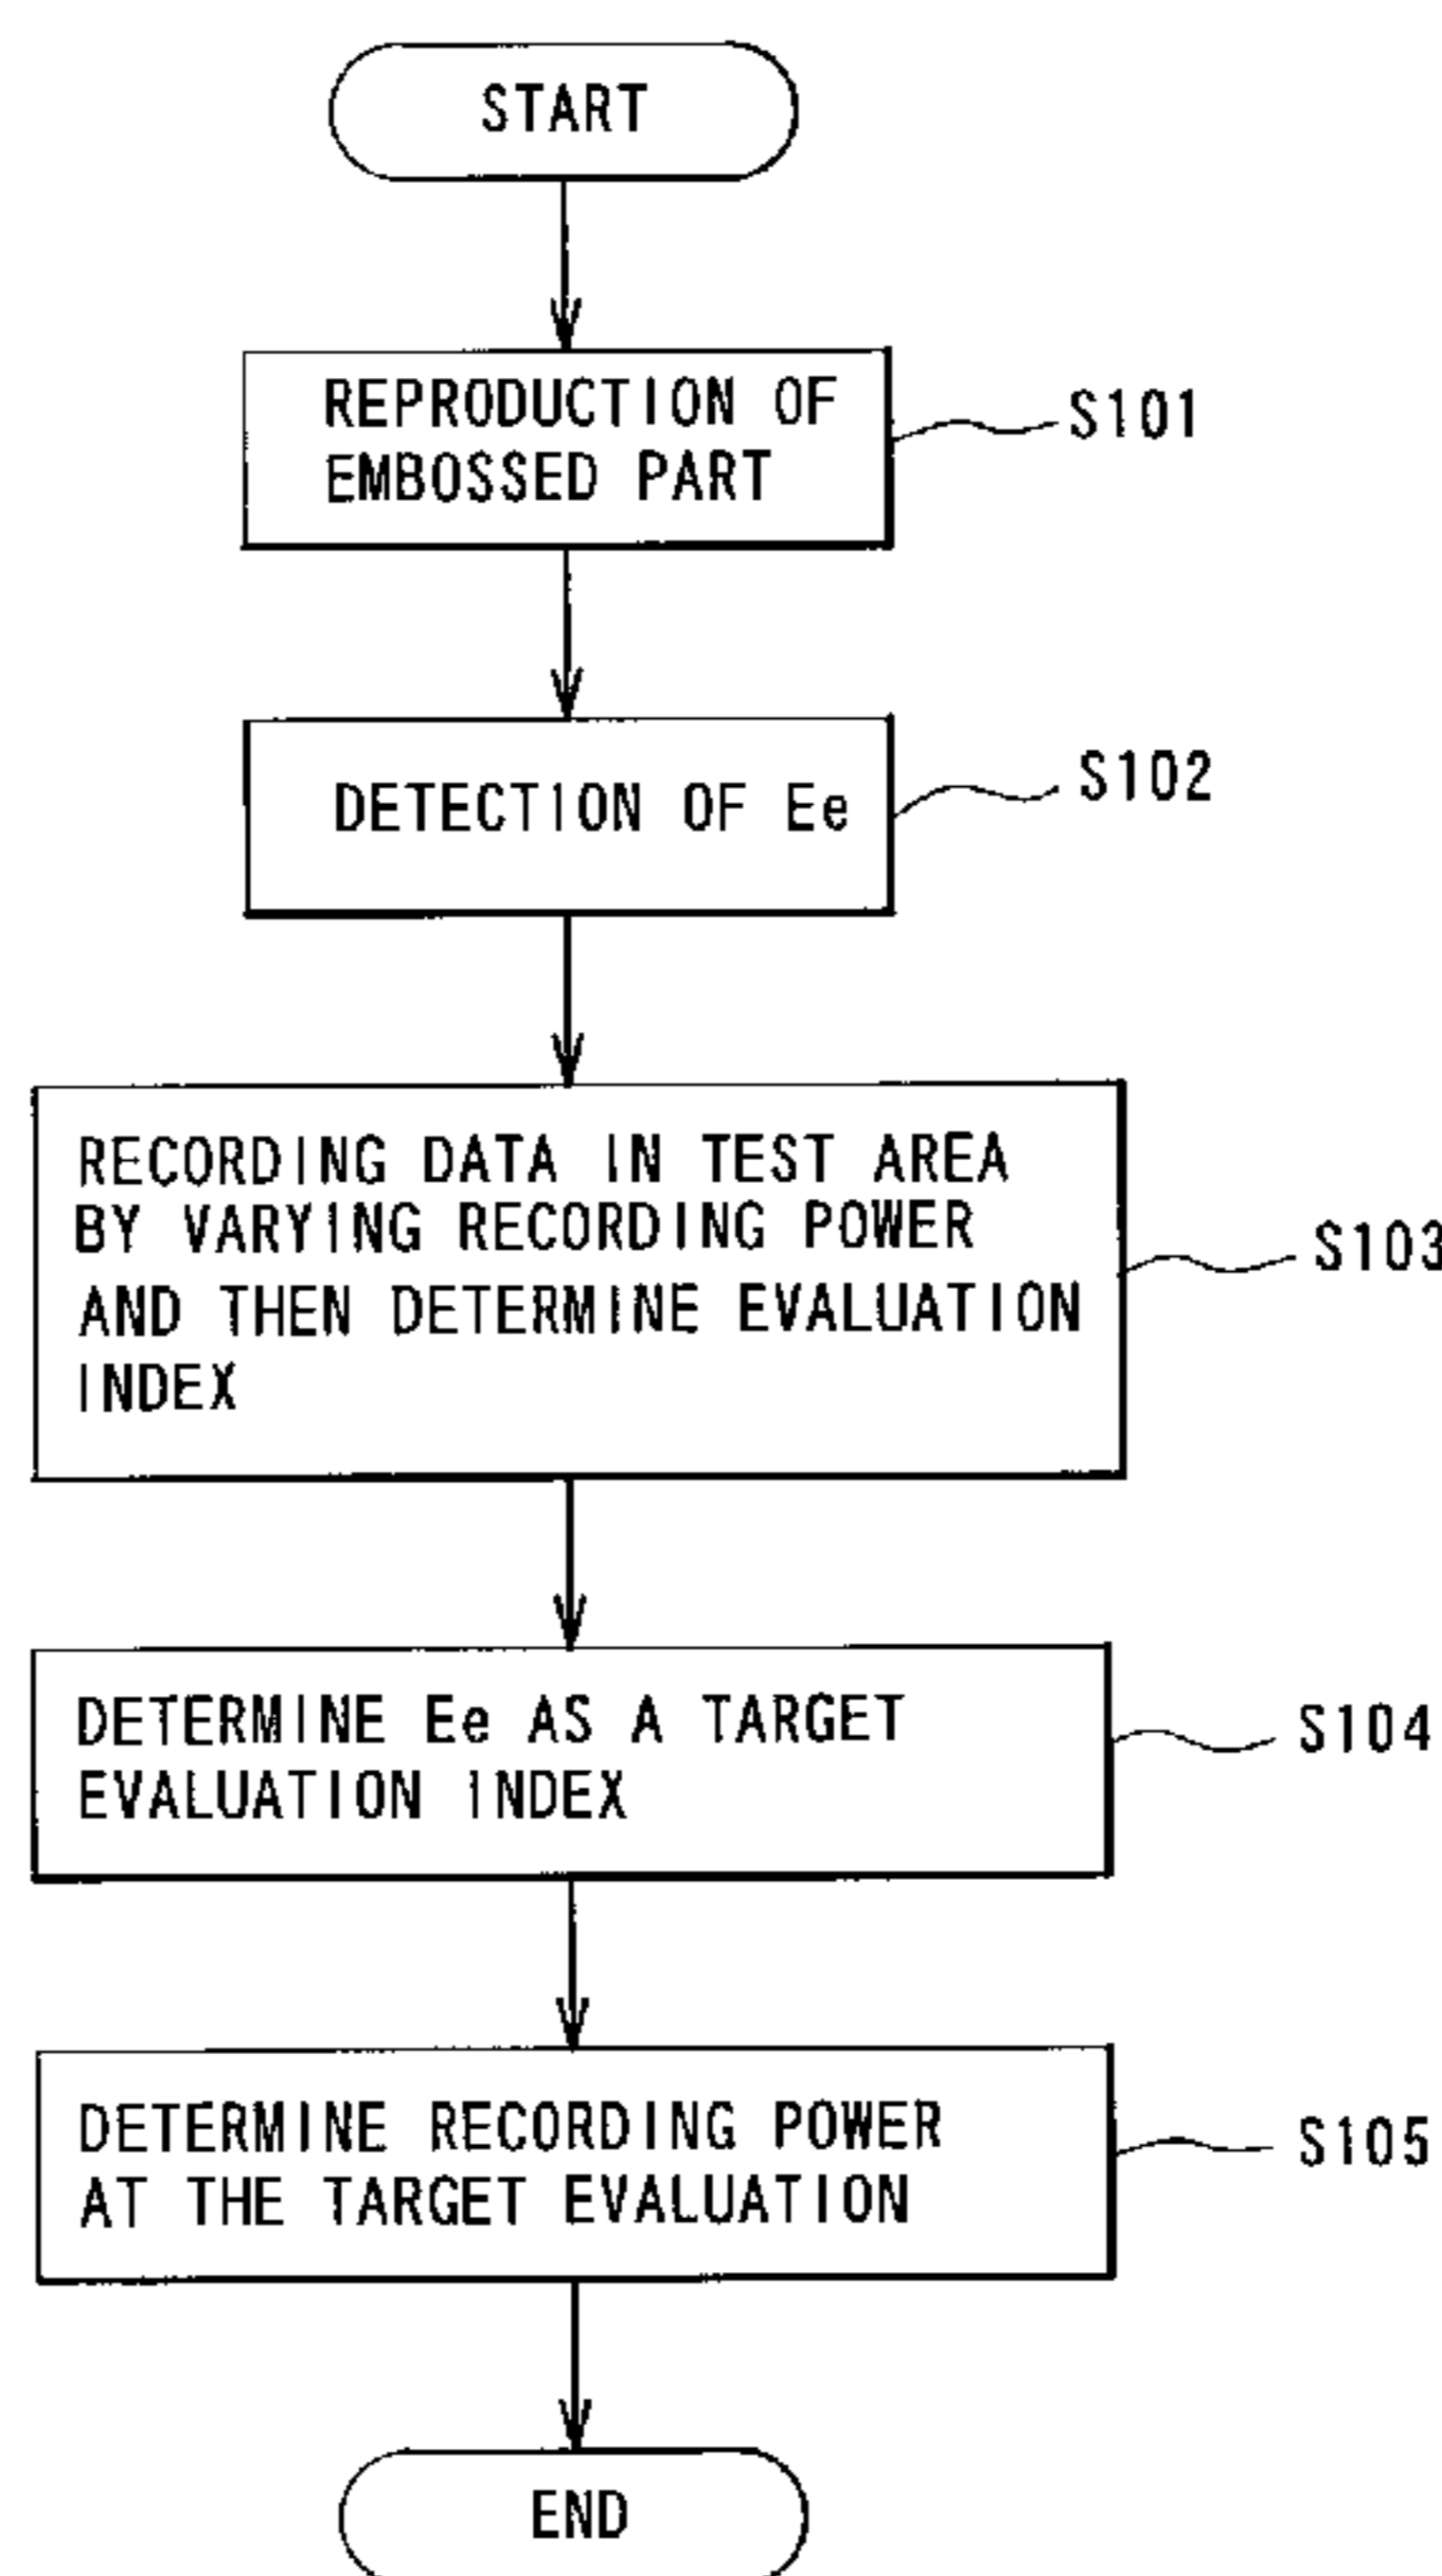 START
REPRODUCTION OF
EMBOSSED PART
S101
DETECTION OF Ee
S102
RECORDING DATA IN TEST AREA
BY VARYING RECORDING POWER
AND THEN DETERMINE EVALUATION
INDEX
S103
DETERMINE Ee AS A TARGET
EVALUATION INDEX
S104
DETERMINE RECORDING POWER
AT THE TARGET EVALUATION
S105
END